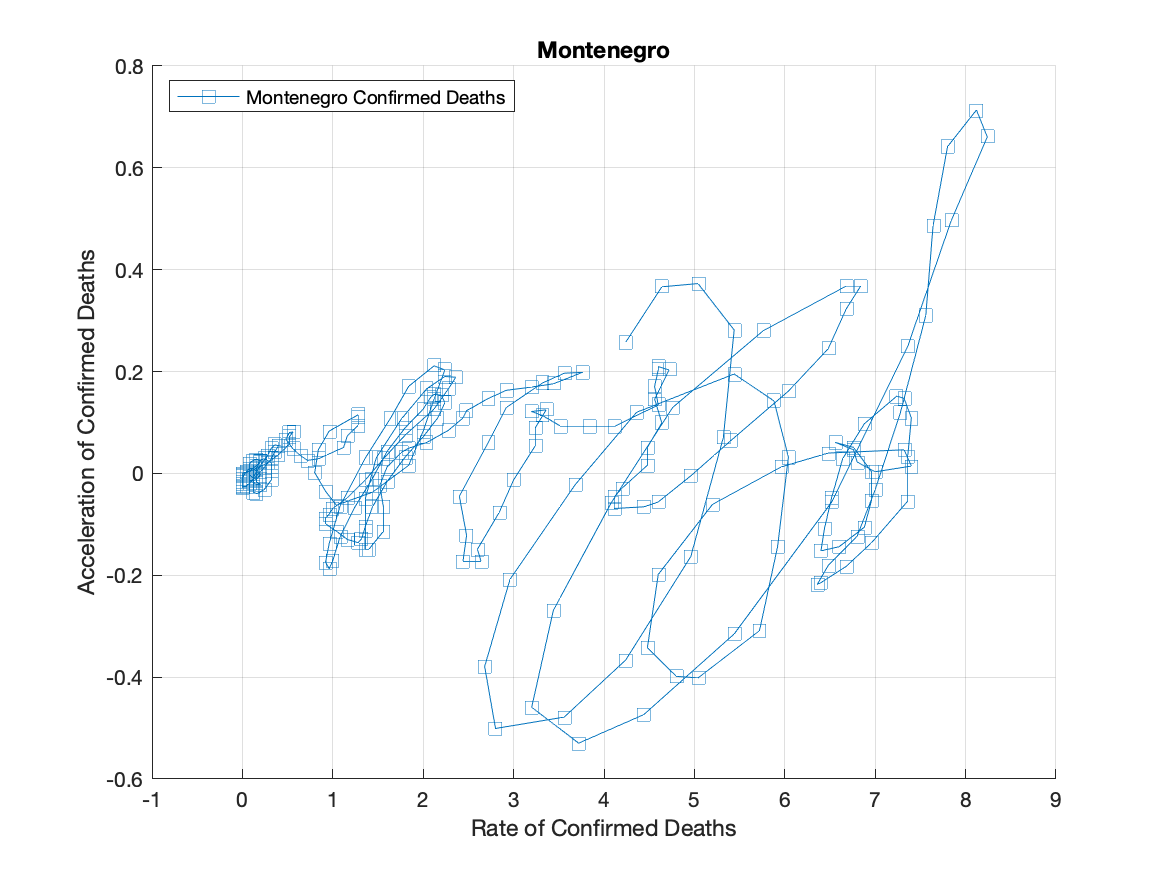 Montenegro
Montenegro Confirmed Deaths
0.8
0.6
0.4
0.2
0
-0.2
-0.4
-0.6
Acceleration of Confirmed Deaths
-1 0 1 2 3 4 5 6 7 8 9
Rate of Confirmed Deaths